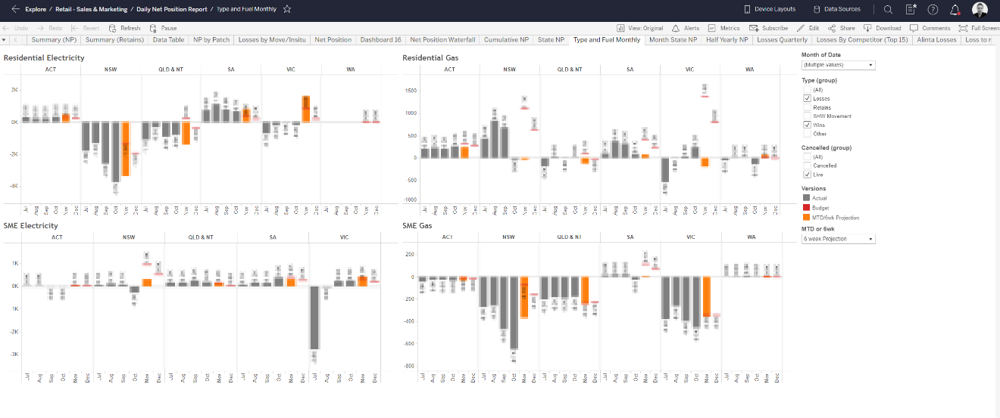 Explore / Retail - Sales & Marketing / Daily Net Position Report / Type and Fuel Monthly
Device Layouts Data Sources
Undo Redo Revert Refresh Pause View: Original Alerts Metrics Subscribe Edit Share Download Comments Full Screen
Summary (NP) Summary (Retains) Data Table NP by Patch Losses by Move/Insitu Net Position Dashboard 16 Net Position Waterfall Cumulative NP State NP Type and Fuel Monthly Month State NP Half Yearly NP Losses Quarterly Losses By Competitor (Top 15) Alinta Losses Loss to r
Residential Electricity
ACT NSW QLD & NT SA VIC WA
2K
0K
-2K
-4K
Jul Aug Sep Oct Nov Dec Jul Aug Sep Oct Nov Dec Jul Aug Sep Oct Nov Dec Jul Aug Sep Oct Nov Dec Jul Aug Sep Oct Nov Dec Jul Aug Sep Oct Nov Dec
Residential Gas
ACT NSW QLD & NT SA VIC WA
1500
1000
500
0
-500
-1000
Jul Aug Sep Oct Nov Dec Jul Aug Sep Oct Nov Dec Jul Aug Sep Oct Nov Dec Jul Aug Sep Oct Nov Dec Jul Aug Sep Oct Nov Dec Jul Aug Sep Oct Nov Dec
SME Electricity
ACT NSW QLD & NT SA VIC
1K
0K
-1K
-2K
-3K
Jul Aug Sep Oct Nov Dec Jul Aug Sep Oct Nov Dec Jul Aug Sep Oct Nov Dec Jul Aug Sep Oct Nov Dec Jul Aug Sep Oct Nov Dec
SME Gas
ACT NSW QLD & NT SA VIC WA
200
0
-200
-400
-600
-800
Jul Aug Sep Oct Nov Dec Jul Aug Sep Oct Nov Dec Jul Aug Sep Oct Nov Dec Jul Aug Sep Oct Nov Dec Jul Aug Sep Oct Nov Dec Jul Aug Sep Oct Nov Dec
Month of Date
(Multiple values)
Type (group)
(All)
Losses
Retains
SHW Movement
Wins
Other
Cancelled (group)
(All)
Cancelled
Live
Versions
Actual
Budget
MTD/6wk Projection
MTD or 6wk
6 week Projection